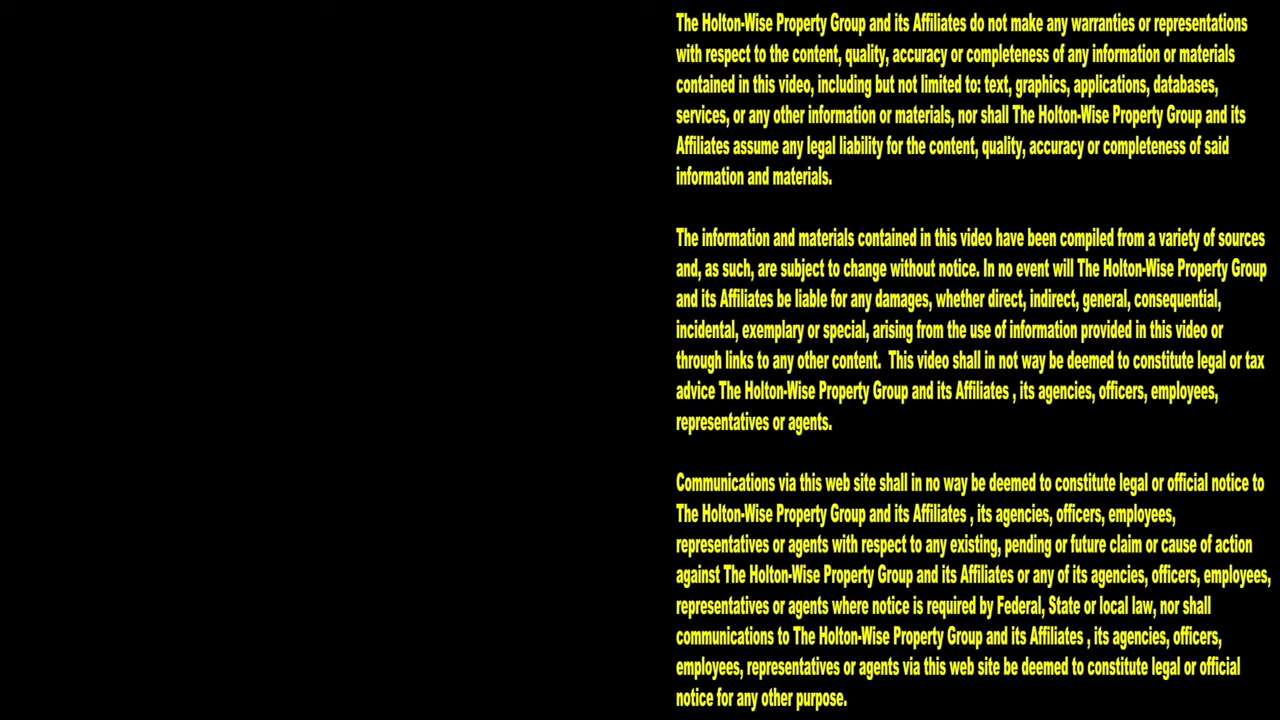 The Holton-Wise Property Group and its Affiliates do not make any warranties or representations
with respect to the content, quality, accuracy or completeness of any information or materials
contained in this video, including but not limited to: text, graphics, applications, databases,
services, or any other information or materials, nor shall The Holton-Wise Property Group and its
Affiliates assume any legal liability for the content, quality, accuracy or completeness of said
information and materials.
The information and materials contained in this video have been compiled from a variety of sources
and, as such, are subject to change without notice. In no event will The Holton-Wise Property Group
and its Affiliates be liable for any damages, whether direct, indirect, general, consequential,
incidental, exemplary or special, arising from the use of information provided in this video or
through links to any other content.  This video shall in not way be deemed to constitute legal or tax
advice The Holton-Wise Property Group and its Affiliates , its agencies, officers, employees,
representatives or agents.
Communications via this web site shall in no way be deemed to constitute legal or official notice to
The Holton-Wise Property Group and its Affiliates , its agencies, officers, employees,
representatives or agents with respect to any existing, pending or future claim or cause of action
against The Holton-Wise Property Group and its Affiliates or any of its agencies, officers, employees,
representatives or agents where notice is required by Federal, State or local law, nor shall
communications to The Holton-Wise Property Group and its Affiliates , its agencies, officers,
employees, representatives or agents via this web site be deemed to constitute legal or official
notice for any other purpose.